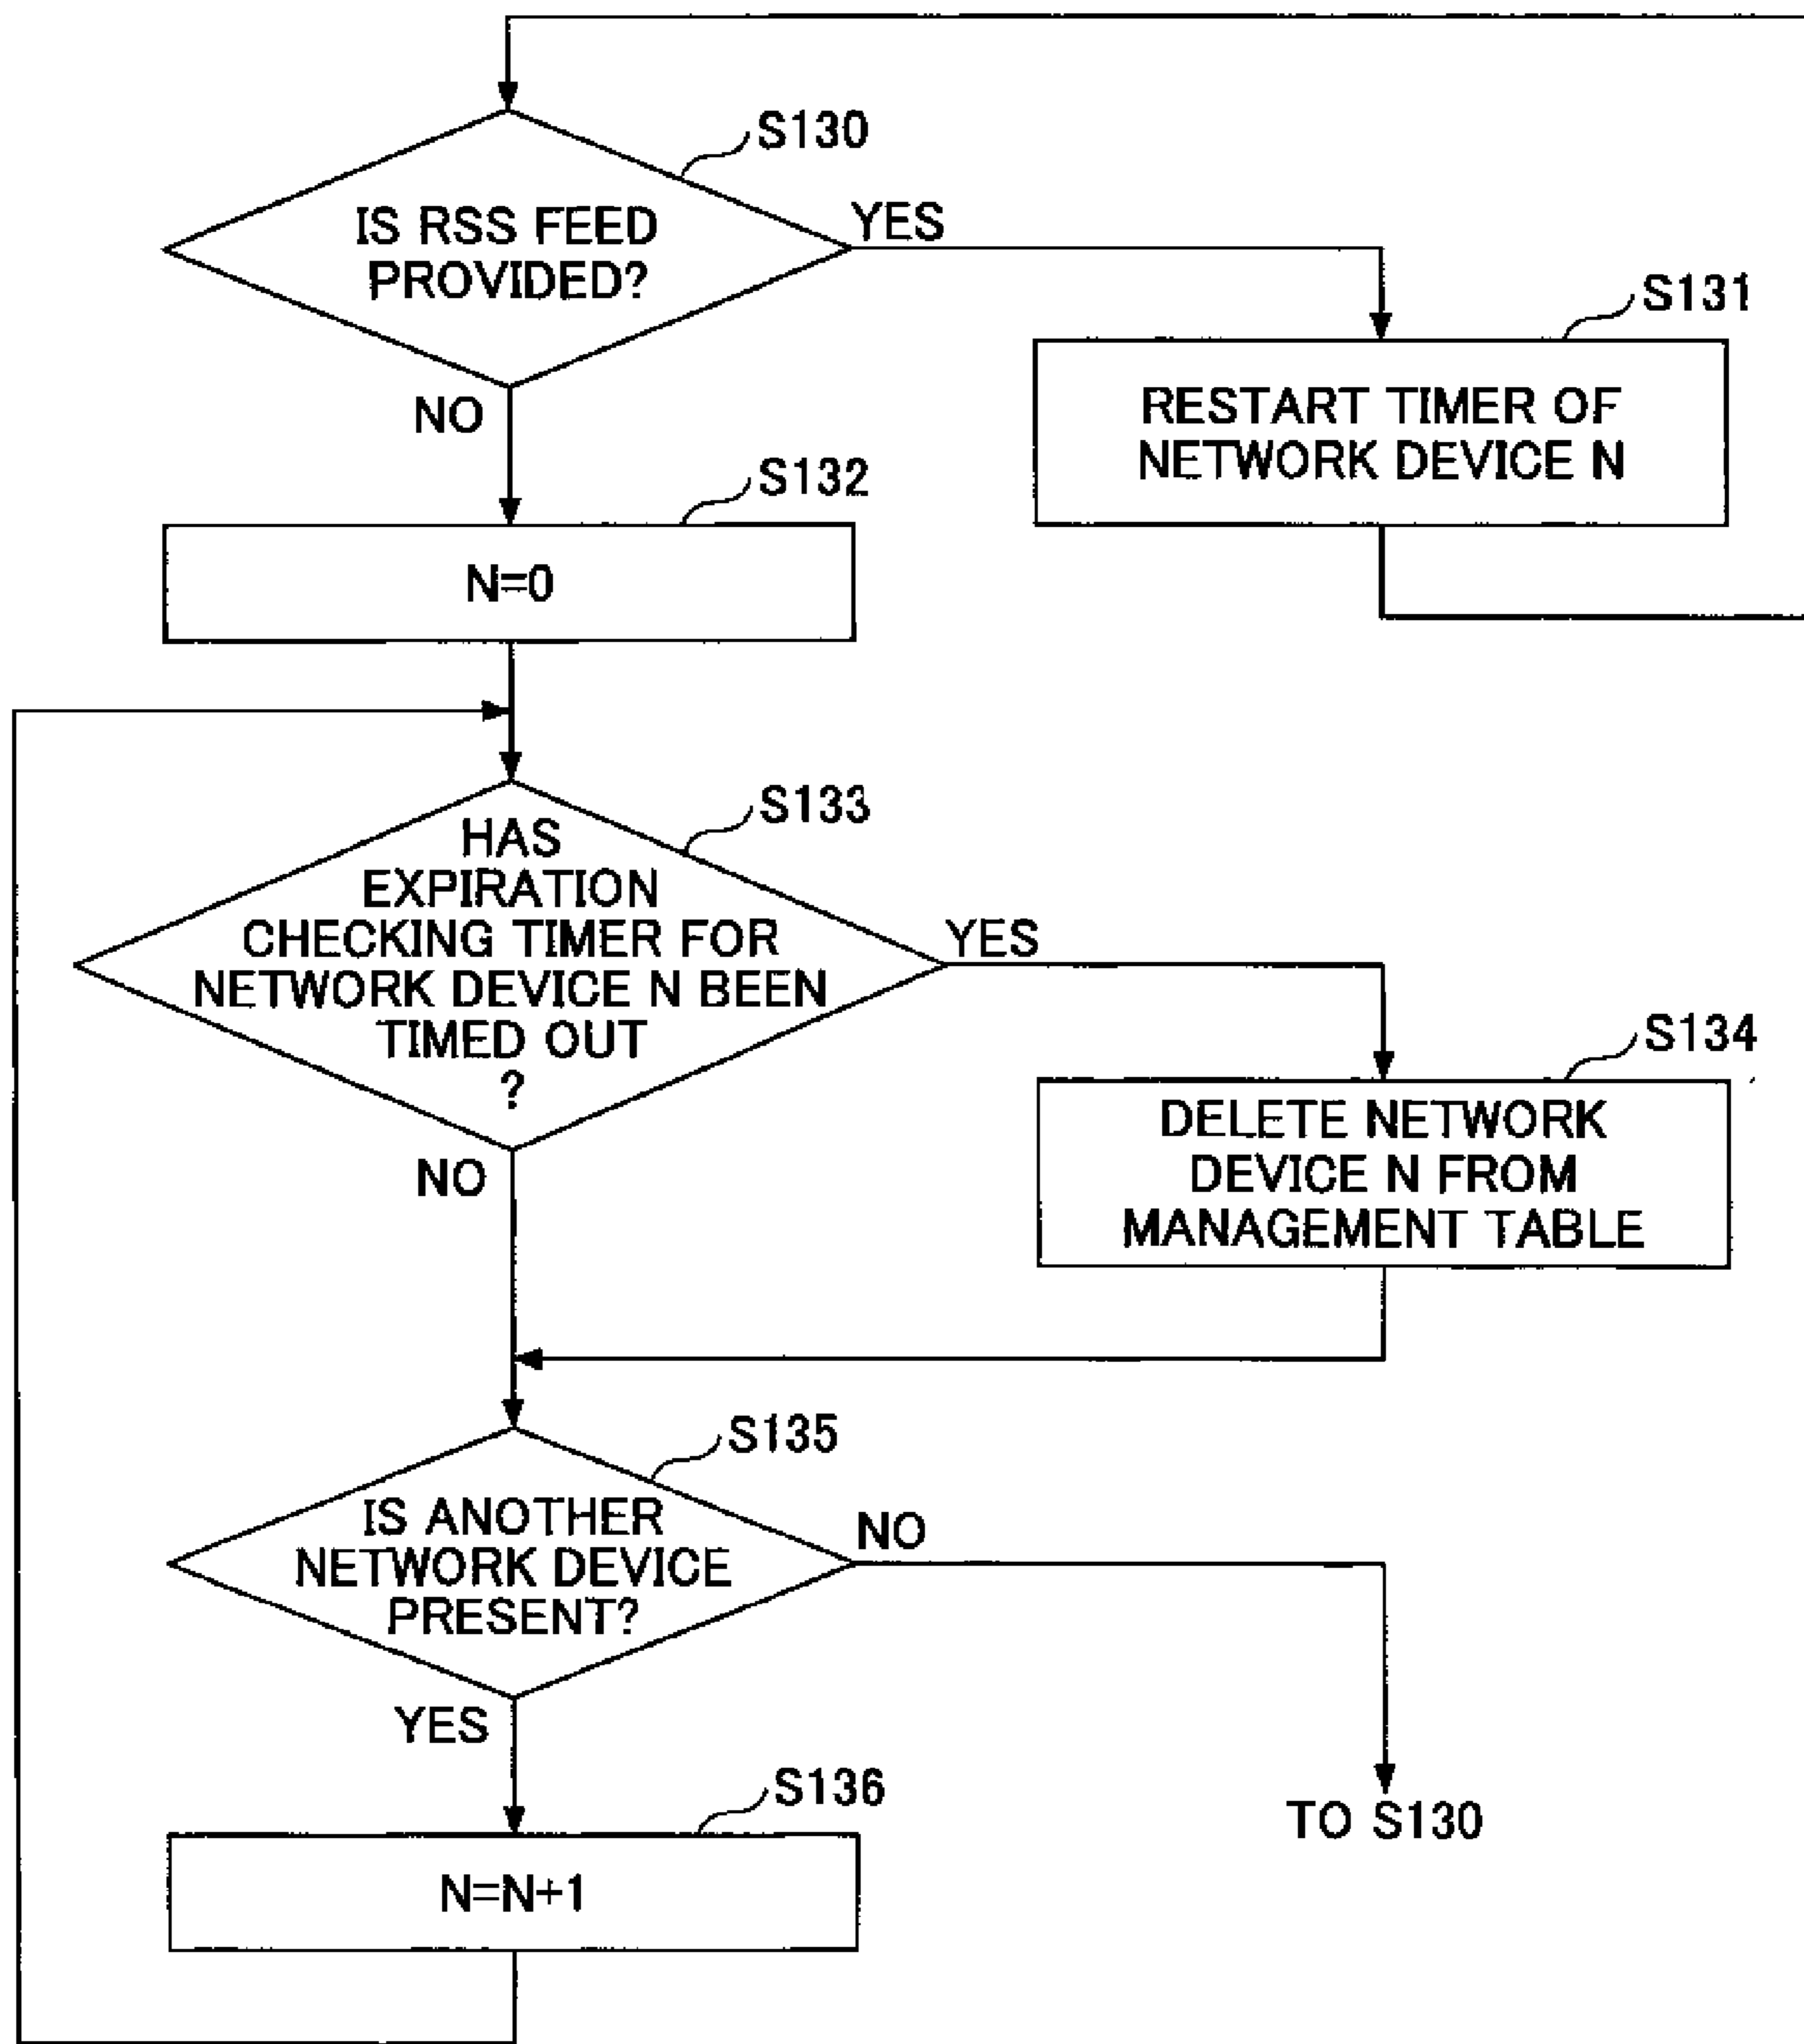 S130
IS RSS FEED
PROVIDED?
YES
NO
S131
RESTART TIMER OF
NETWORK DEVICE N
S132
N=0
S133
HAS
EXPIRATION
CHECKING TIMER FOR
NETWORK DEVICE N BEEN
TIMED OUT
?
YES
NO
S134
DELETE NETWORK
DEVICE N FROM
MANAGEMENT TABLE
S135
IS ANOTHER
NETWORK DEVICE
PRESENT?
NO
YES
TO S130
S136
N=N+1